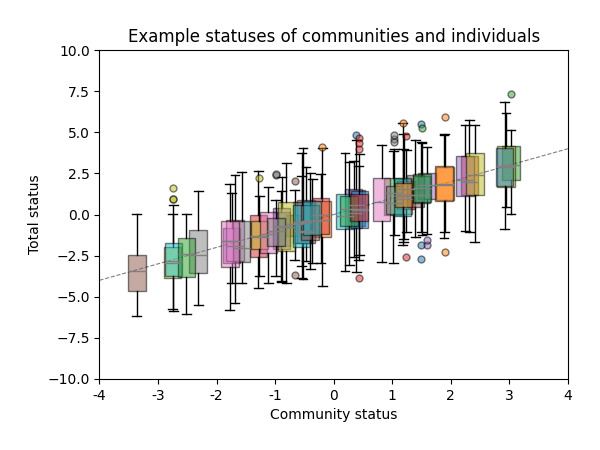 Example statuses of communities and individuals
10.0
7.5
5.0
2.5
0.0
−2.5
−5.0
−7.5
−10.0
Total status
-4 -3 -2 -1 0 1 2 3 4
Community status